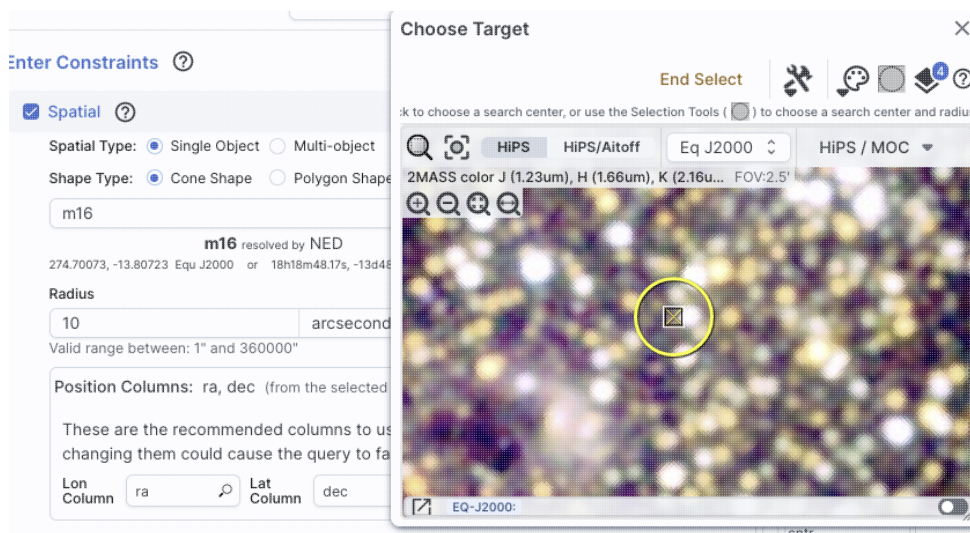 Choose Target
Enter Constraints
End Select
4
Spatial
ck to choose a search center, or use the Selection Tools ( ) to choose a search center and radiu
Spatial Type: Single Object Multi-object
HiPS HiPS/Aitoff Eq J2000 HiPS / MOC
Shape Type: Cone Shape Polygon Shape
2MASS color J (1.23um), H (1.66um), K (2.16u... FOV:2.5'
m16
m16 resolved by NED
274.70073, -13.80723 Equ J2000 or 18h18m48.17s, -13d48
Radius
10 arcsecond
Valid range between: 1" and 360000"
Position Columns: ra, dec (from the selected
These are the recommended columns to us
changing them could cause the query to fa
Lon Column ra Lat Column dec
EQ-J2000: